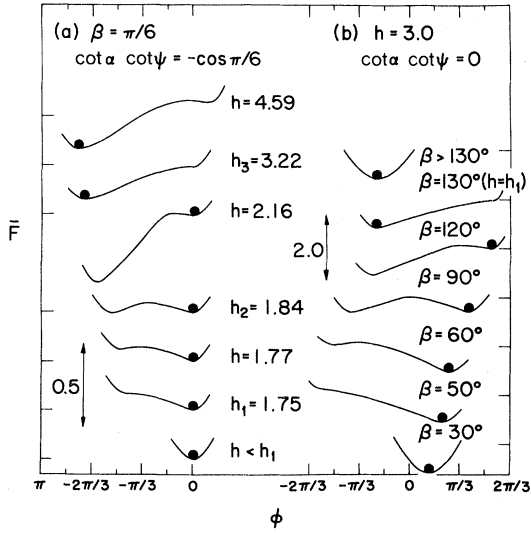 (a) β = π/6
cotα cotψ = -cosπ/6
h = 4.59
h₃ = 3.22
h = 2.16
h₂ = 1.84
h = 1.77
h₁ = 1.75
h < h₁
0.5
F̿
π
-2π/3
-π/3
0
(b) h = 3.0
cotα cotψ = 0
β > 130°
β = 130° (h = h₁)
β = 120°
β = 90°
β = 60°
β = 50°
β = 30°
2.0
-2π/3
-π/3
0
π/3
2π/3
ϕ